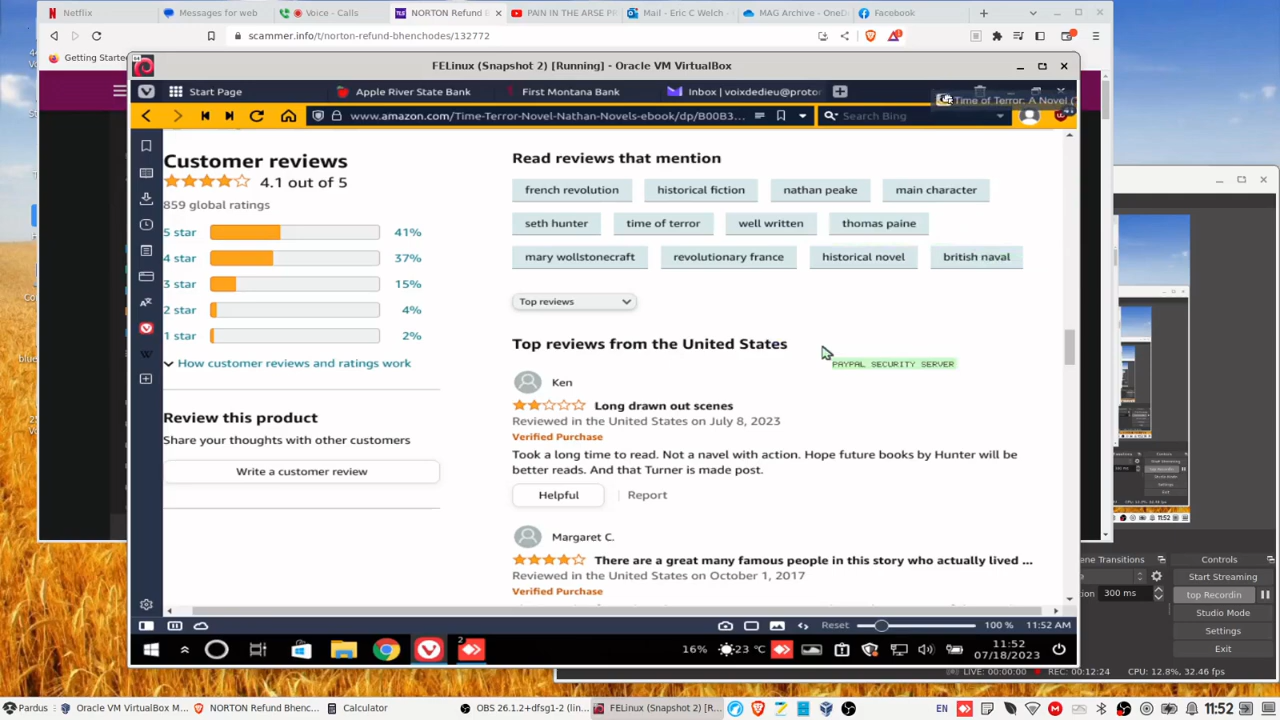 Netflix
Messages for web
Voice - Calls
NORTON Refund B
PAIN IN THE ARSE PI
Mail - Eric C Welch -
MAG Archive - OneD
Facebook
scammer.info/t/norton-refund-bhenchodes/132772
Getting Starte
FELinux (Snapshot 2) [Running] - Oracle VM VirtualBox
Start Page
Apple River State Bank
First Montana Bank
Inbox | voixdedieu@proton
Time of Terror: A Novel (
www.amazon.com/Time-Terror-Novel-Nathan-Novels-ebook/dp/B00B3...
Search Bing
Customer reviews
4.1 out of 5
859 global ratings
5 star 41%
4 star 37%
3 star 15%
2 star 4%
1 star 2%
How customer reviews and ratings work
Review this product
Share your thoughts with other customers
Write a customer review
Read reviews that mention
french revolution
historical fiction
nathan peake
main character
seth hunter
time of terror
well written
thomas paine
mary wollstonecraft
revolutionary france
historical novel
british naval
Top reviews
Top reviews from the United States
PAYPAL SECURITY SERVER
Ken
Long drawn out scenes
Reviewed in the United States on July 8, 2023
Verified Purchase
Took a long time to read. Not a navel with action. Hope future books by Hunter will be
better reads. And that Turner is made post.
Helpful
Report
Margaret C.
There are a great many famous people in this story who actually lived ...
Reviewed in the United States on October 1, 2017
Verified Purchase
Reset
100 %
11:52 AM
16%
23 °C
11:52
07/18/2023
cene Transitions
Controls
300 ms
Start Streaming
top Recordin
Studio Mode
Settings
Exit
LIVE: 00:00:00
REC: 00:12:24
CPU: 12.8%, 32.46 fps
Pardus
Oracle VM VirtualBox M...
NORTON Refund Bhenc...
Calculator
OBS 26.1.2+dfsg1-2 (lin...
FELinux (Snapshot 2) [R...
EN
11:52